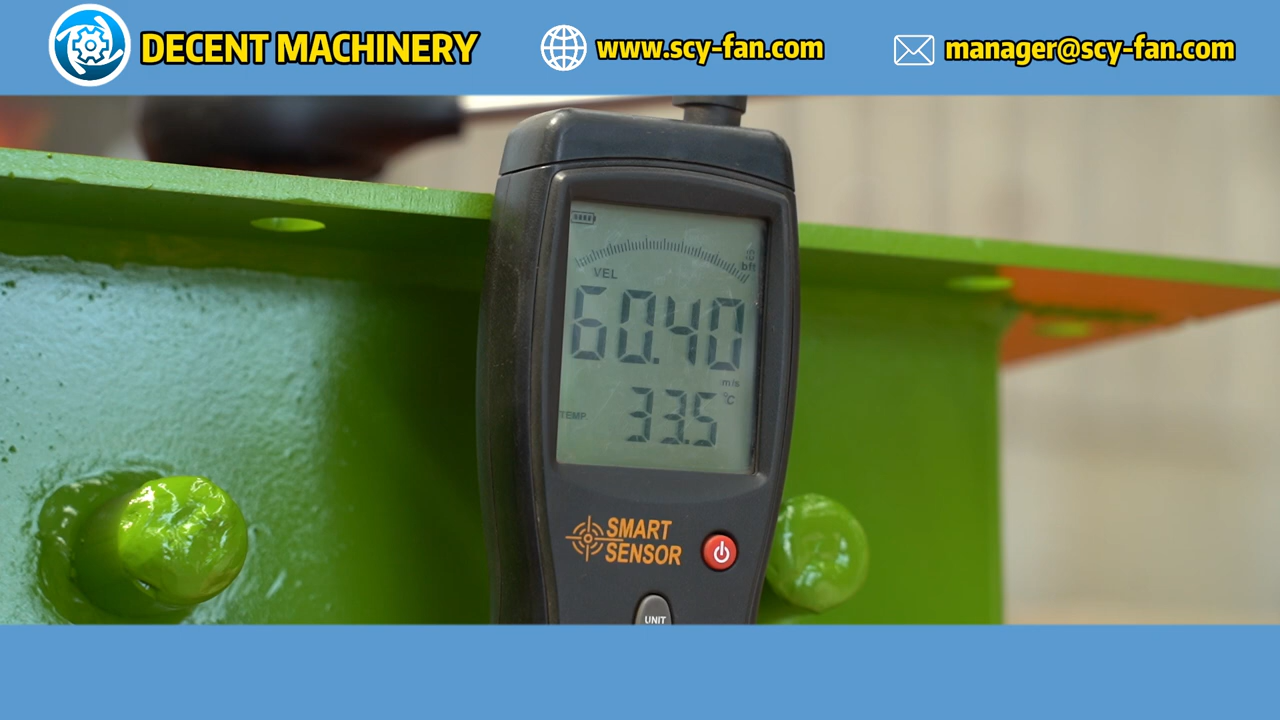 DECENT MACHINERY
www.scy-fan.com
manager@scy-fan.com
bft
VEL
60.40
m/s
33.5 °C
TEMP.
SMART
SENSOR
UNIT